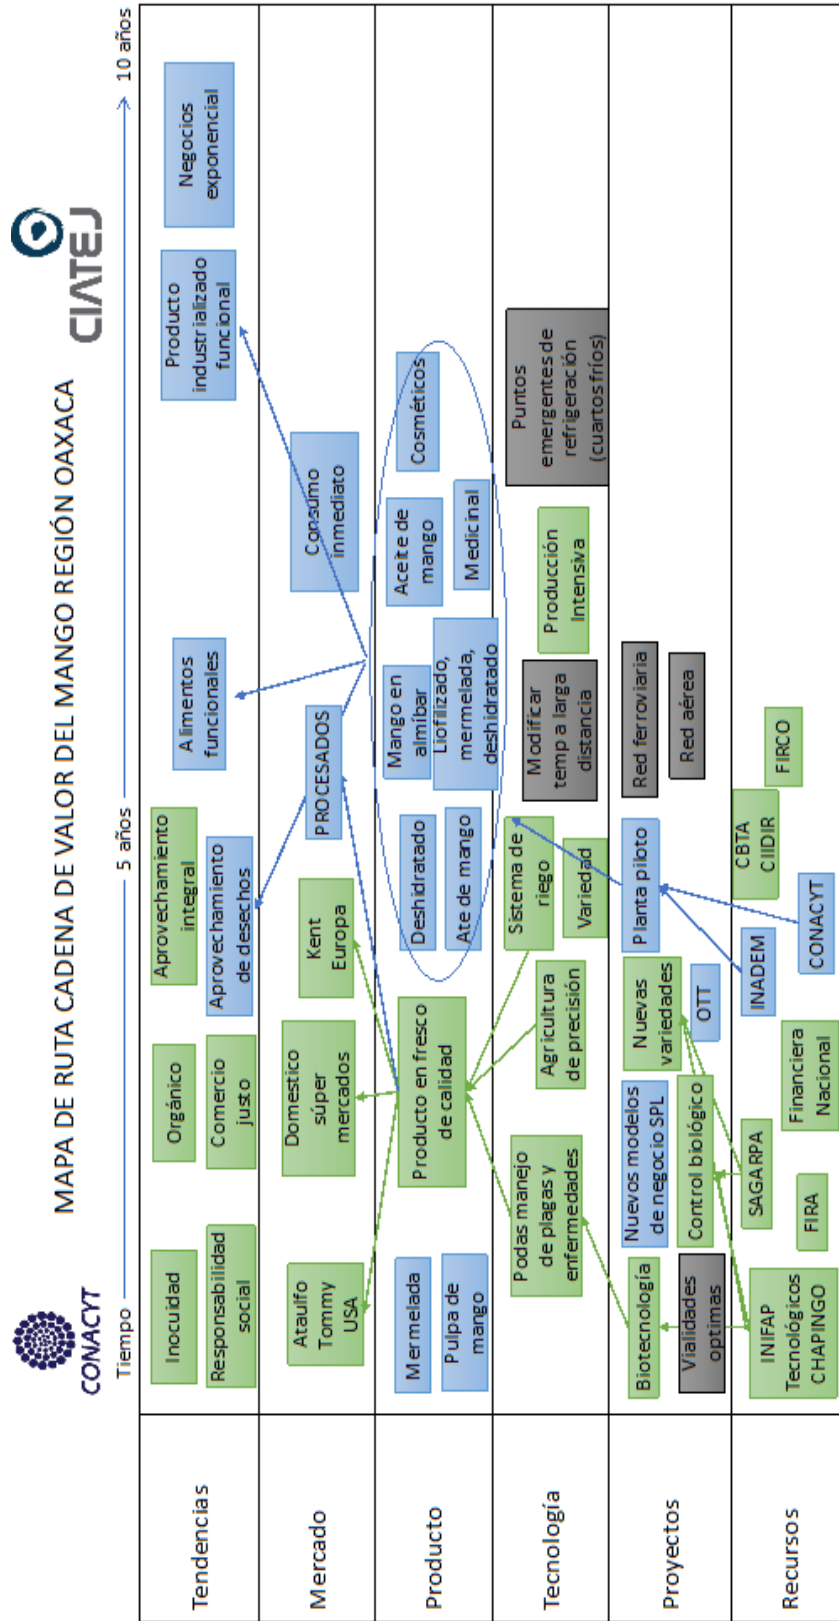 MAPA DE RUTA CADENA DE VALOR DEL MANGO REGIÓN OAXACA
CONACYT
CIATEJ
Tiempo
5 años
10 años
Tendencias
Inocuidad
Responsabilidad
social
Orgánico
Comercio
justo
Aprovechamiento
integral
Aprovechamiento
de desechos
Alimentos
funcionales
Producto
industrializado
funcional
Negocios
exponencial
Mercado
Ataulfo
Tommy
USA
Domestico
súper
mercados
Kent
Europa
PROCESADOS
Consumo
inmediato
Producto
Mermelada
Pulpa de
mango
Producto en fresco
de calidad
Deshidratado
Ate de mango
Mango en
almíbar
Liofilizado,
mermelada,
deshidratado
Aceite de
mango
Medicinal
Cosméticos
Tecnología
Podas manejo
de plagas y
enfermedades
Agricultura
de precisión
Sistema de
riego
Variedad
Modificar
temp a larga
distancia
Producción
Intensiva
Puntos
emergentes de
refrigeración
(cuartos fríos)
Proyectos
Biotecnología
Vialidades
optimas
Nuevos modelos
de negocio SPL
Control biológico
Nuevas
variedades
OTT
Planta piloto
Red ferroviaria
Red aérea
Recursos
INIFAP
Tecnológicos
CHAPINGO
SAGARPA
FIRA
Financiera
Nacional
INADEM
CONACYT
CBTA
CIIDIR
FIRCO